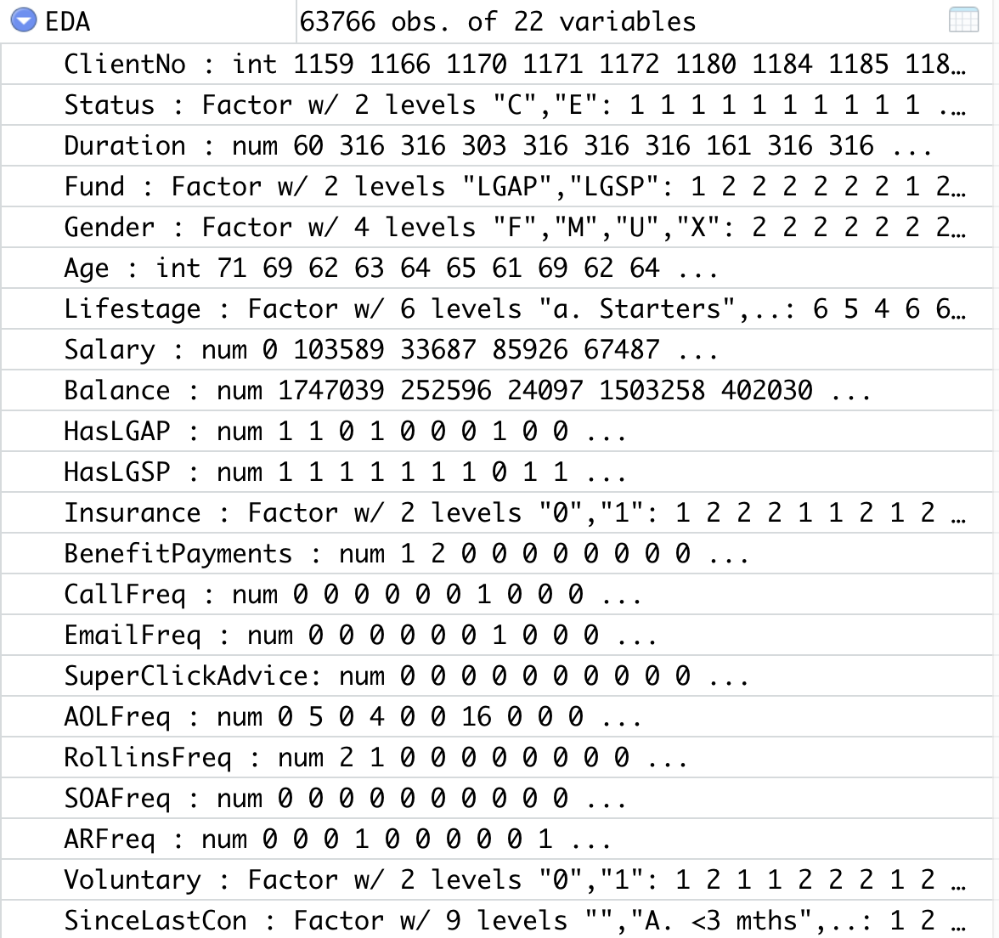 EDA 63766 obs. of 22 variables
ClientNo : int 1159 1166 1170 1171 1172 1180 1184 1185 118…
Status : Factor w/ 2 levels "C","E": 1 1 1 1 1 1 1 1 1 1 .…
Duration : num 60 316 316 303 316 316 316 161 316 316 ...
Fund : Factor w/ 2 levels "LGAP","LGSP": 1 2 2 2 2 2 2 1 2…
Gender : Factor w/ 4 levels "F","M","U","X": 2 2 2 2 2 2 2…
Age : int 71 69 62 63 64 65 61 69 62 64 ...
Lifestage : Factor w/ 6 levels "a. Starters",..: 6 5 4 6 6…
Salary : num 0 103589 33687 85926 67487 ...
Balance : num 1747039 252596 24097 1503258 402030 ...
HasLGAP : num 1 1 0 1 0 0 0 1 0 0 ...
HasLGSP : num 1 1 1 1 1 1 1 0 1 1 ...
Insurance : Factor w/ 2 levels "0","1": 1 2 2 2 1 1 2 1 2 …
BenefitPayments : num 1 2 0 0 0 0 0 0 0 0 ...
CallFreq : num 0 0 0 0 0 0 1 0 0 0 ...
EmailFreq : num 0 0 0 0 0 0 1 0 0 0 ...
SuperClickAdvice: num 0 0 0 0 0 0 0 0 0 0 ...
AOLFreq : num 0 5 0 4 0 0 16 0 0 0 ...
RollinsFreq : num 2 1 0 0 0 0 0 0 0 0 ...
SOAFreq : num 0 0 0 0 0 0 0 0 0 0 ...
ARFreq : num 0 0 0 1 0 0 0 0 0 1 ...
Voluntary : Factor w/ 2 levels "0","1": 1 2 1 1 2 2 2 1 2 …
SinceLastCon : Factor w/ 9 levels "","A. <3 mths",..: 1 2 …